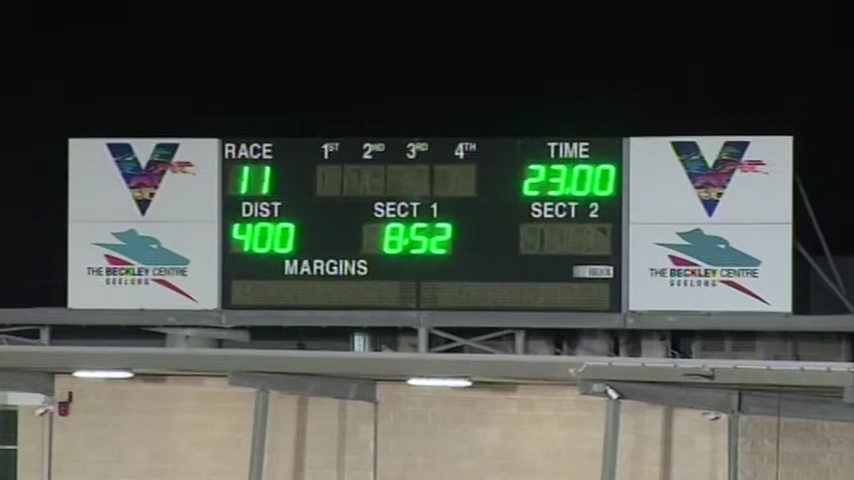 RACE 1ST 2ND 3RD 4TH TIME
11 23.00
DIST SECT 1 SECT 2
400 8:52
MARGINS
V
THE BECKLEY CENTRE
GEELONG
V
THE BECKLEY CENTRE
GEELONG